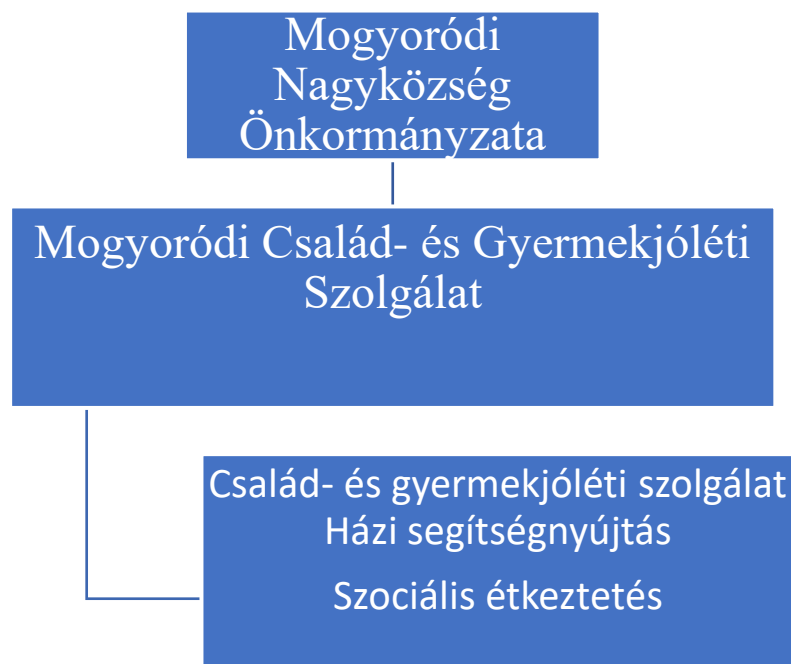 Mogyoródi
Nagyközség
Önkormányzata
Mogyoródi Család- és Gyermekjóléti
Szolgálat
Család- és gyermekjóléti szolgálat
Házi segítségnyújtás
Szociális étkeztetés